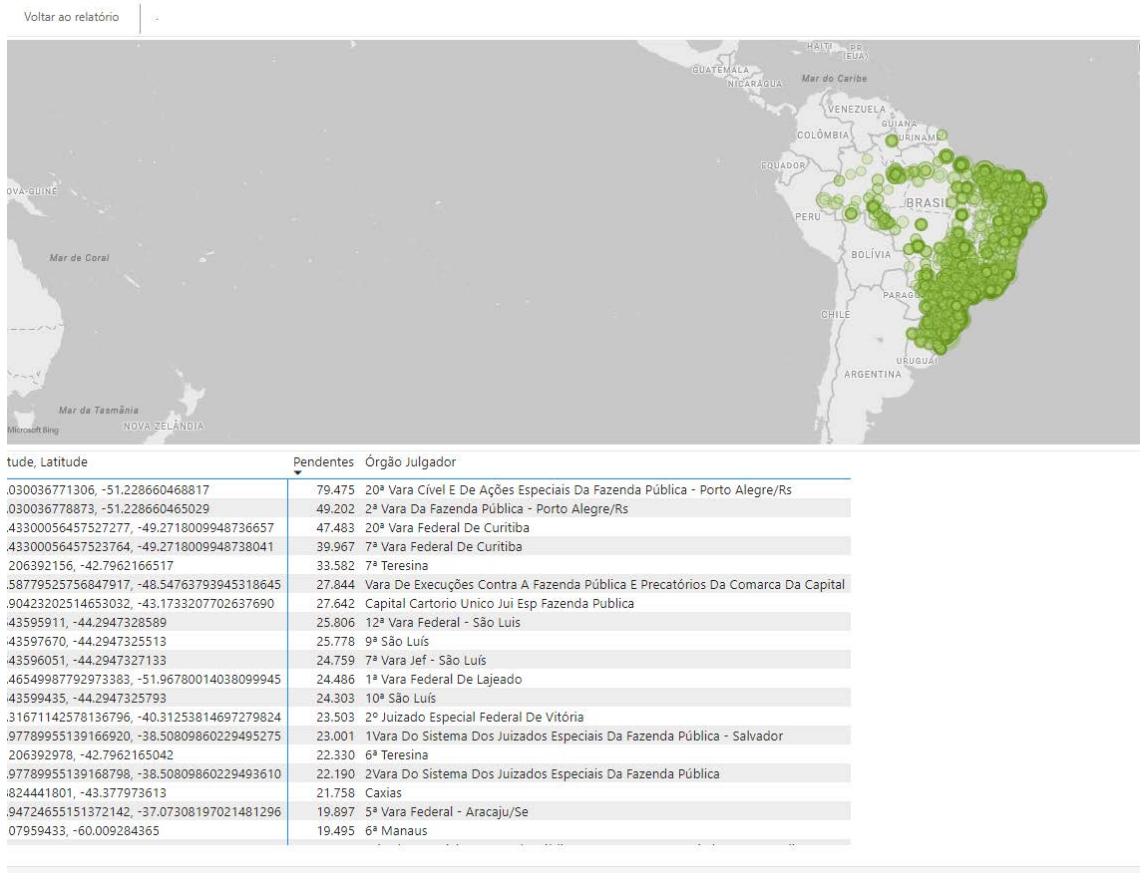 Voltar ao relatório
HAITI PR (EUA)
GUATEMALA
NICARÁGUA
Mar do Caribe
VENEZUELA
GUIANA
COLÔMBIA
SURINAME
EQUADOR
OVA-GUINÉ
BRASIL
PERU
Mar de Coral
BOLÍVIA
PARAG
CHILE
URUGUAI
ARGENTINA
Mar da Tasmânia
NOVA ZELÂNDIA
Microsoft Bing
tude, Latitude Pendentes Órgão Julgador
.030036771306, -51.228660468817 79.475 20ª Vara Cível E De Ações Especiais Da Fazenda Pública - Porto Alegre/Rs
.030036778873, -51.228660465029 49.202 2ª Vara Da Fazenda Pública - Porto Alegre/Rs
.43300056457527277, -49.2718009948736657 47.483 20ª Vara Federal De Curitiba
.43300056457523764, -49.2718009948738041 39.967 7ª Vara Federal De Curitiba
.206392156, -42.7962166517 33.582 7ª Teresina
.58779525756847917, -48.54763793945318645 27.844 Vara De Execuções Contra A Fazenda Pública E Precatórios Da Comarca Da Capital
.90423202514653032, -43.1733207702637690 27.642 Capital Cartorio Unico Jui Esp Fazenda Publica
43595911, -44.2947328589 25.806 12ª Vara Federal - São Luis
43597670, -44.2947325513 25.778 9ª São Luís
43596051, -44.2947327133 24.759 7ª Vara Jef - São Luís
.46549987792973383, -51.96780014038099945 24.486 1ª Vara Federal De Lajeado
43599435, -44.2947325793 24.303 10ª São Luís
.31671142578136796, -40.31253814697279824 23.503 2º Juizado Especial Federal De Vitória
.97789955139166920, -38.50809860229495275 23.001 1Vara Do Sistema Dos Juizados Especiais Da Fazenda Pública - Salvador
.206392978, -42.7962165042 22.330 6ª Teresina
.97789955139168798, -38.50809860229493610 22.190 2Vara Do Sistema Dos Juizados Especiais Da Fazenda Pública
8824441801, -43.377973613 21.758 Caxias
.94724655151372142, -37.07308197021481296 19.897 5ª Vara Federal - Aracaju/Se
07959433, -60.009284365 19.495 6ª Manaus